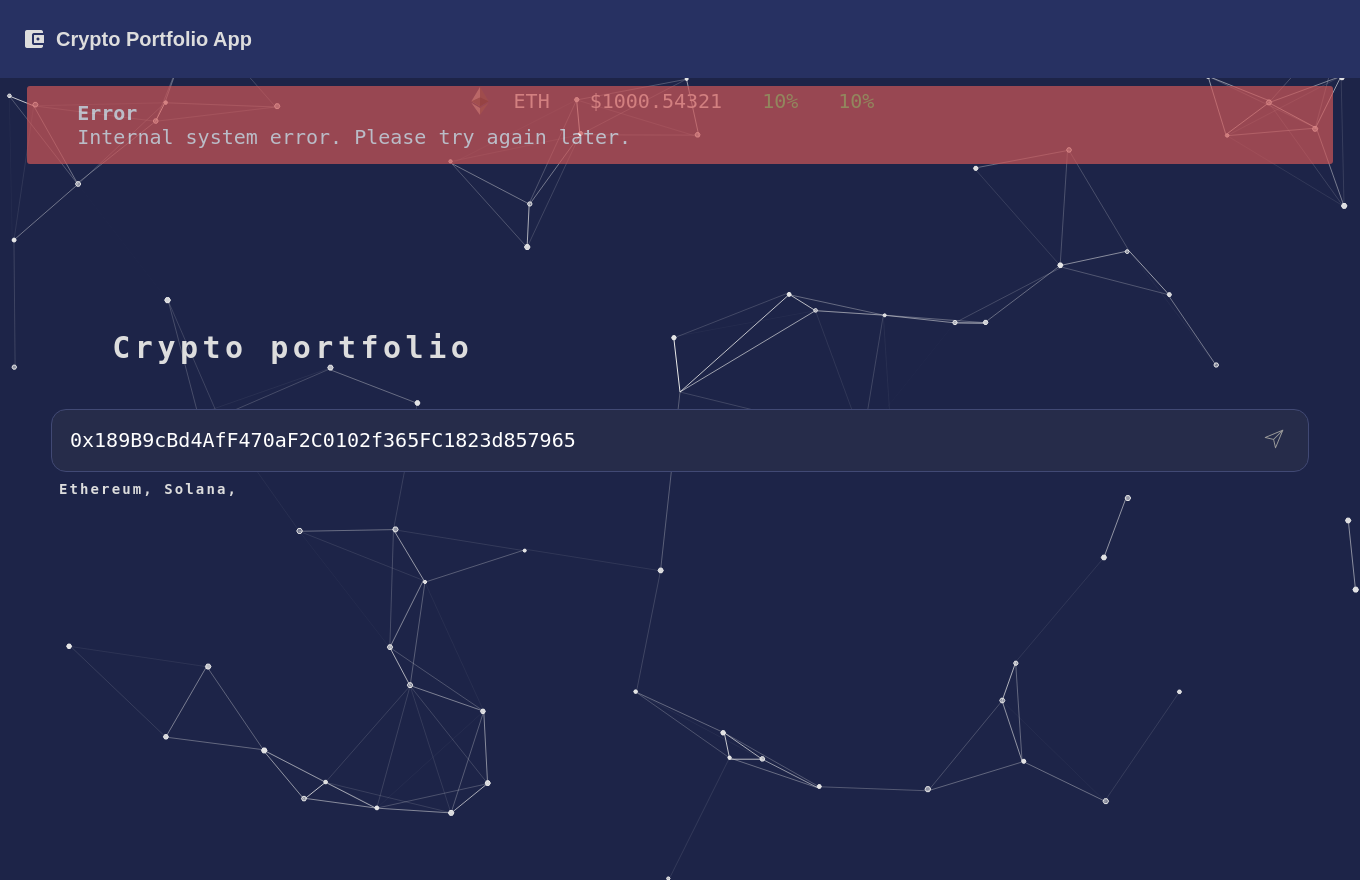 Crypto Portfolio App
ETH $1000.54321 10% 10%
Error
Internal system error. Please try again later.
Crypto portfolio
0x189B9cBd4AfF470aF2C0102f365FC1823d857965
Ethereum, Solana,